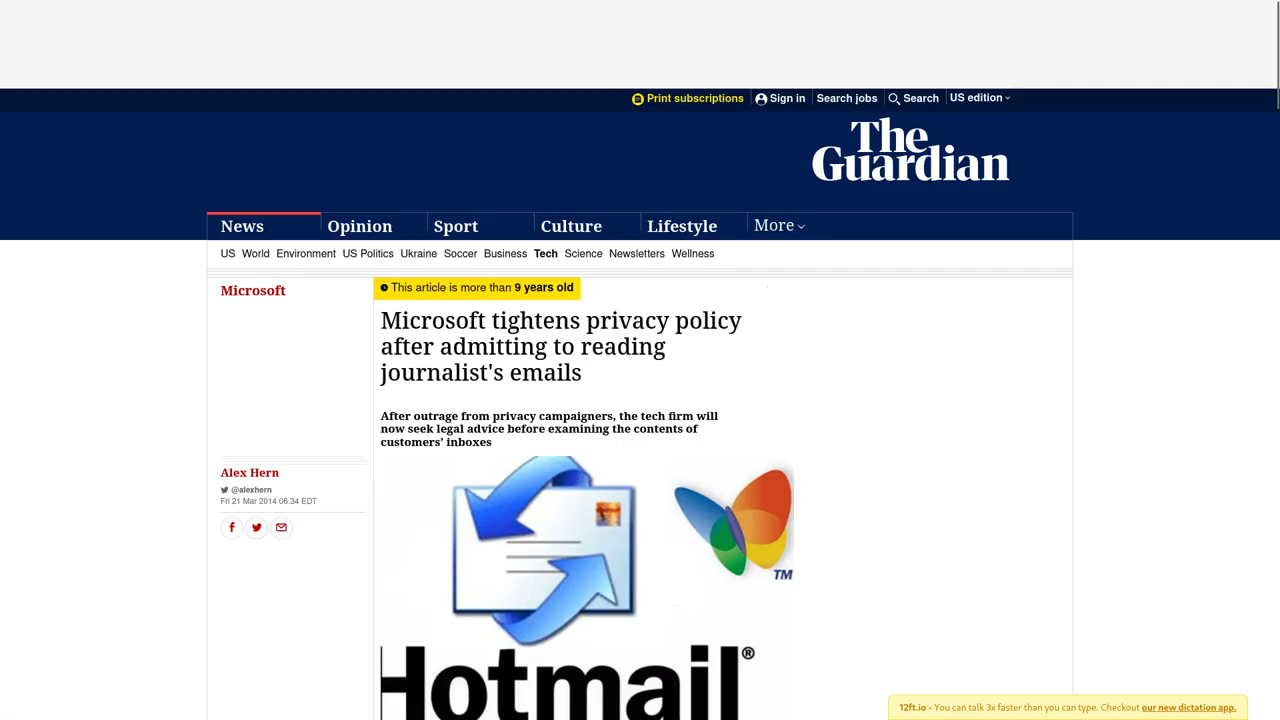 Print subscriptions
Sign in
Search jobs
Search
US edition
The
Guardian
News
Opinion
Sport
Culture
Lifestyle
More
US World Environment US Politics Ukraine Soccer Business Tech Science Newsletters Wellness
Microsoft
This article is more than 9 years old
Microsoft tightens privacy policy
after admitting to reading
journalist's emails
After outrage from privacy campaigners, the tech firm will
now seek legal advice before examining the contents of
customers’ inboxes
Alex Hern
@alexhern
Fri 21 Mar 2014 06.34 EDT
TM
Hotmail®
12ft.io - You can talk 3x faster than you can type. Checkout our new dictation app.